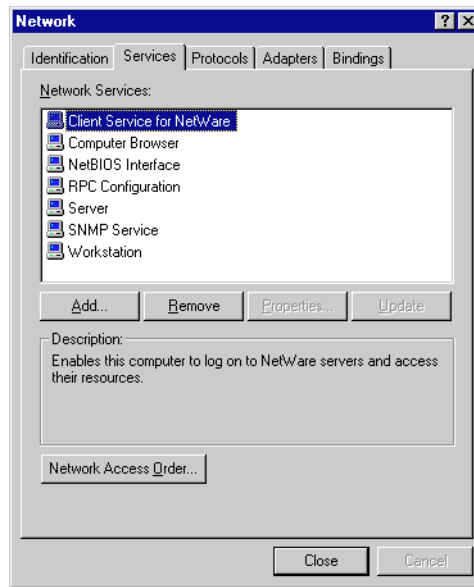 Network
Identification Services Protocols Adapters Bindings
Network Services:
Client Service for NetWare
Computer Browser
NetBIOS Interface
RPC Configuration
Server
SNMP Service
Workstation
Add... Remove Properties... Update
Description:
Enables this computer to log on to NetWare servers and access
their resources.
Network Access Order...
Close Cancel